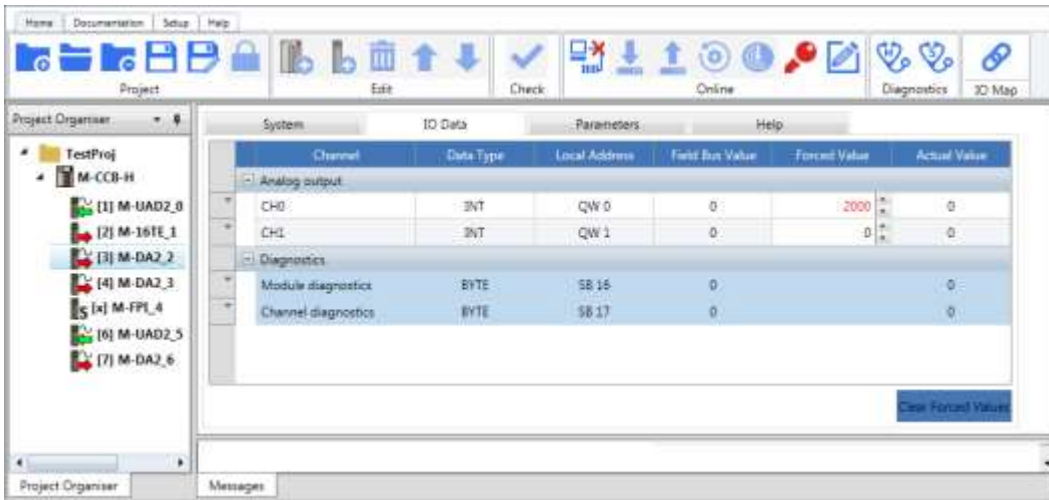 Home Documentation Setup Help
Project Edit Check Online Diagnostics IO Map
Project Organiser
TestProj
M-CCB-H
[1] M-UAD2_0
[2] M-16TE_1
[3] M-DA2_2
[4] M-DA2_3
[x] M-FPI_4
[6] M-UAD2_5
[7] M-DA2_6
System IO Data Parameters Help
Channel Data Type Local Address Field Bus Value Forced Value Actual Value
Analog output
CH0 INT QW 0 0 2000 0
CH1 INT QW 1 0 0 0
Diagnostics
Module diagnostics BYTE SB 16 0 0
Channel diagnostics BYTE SB 17 0 0
Clear Forced Values
Project Organiser Messages